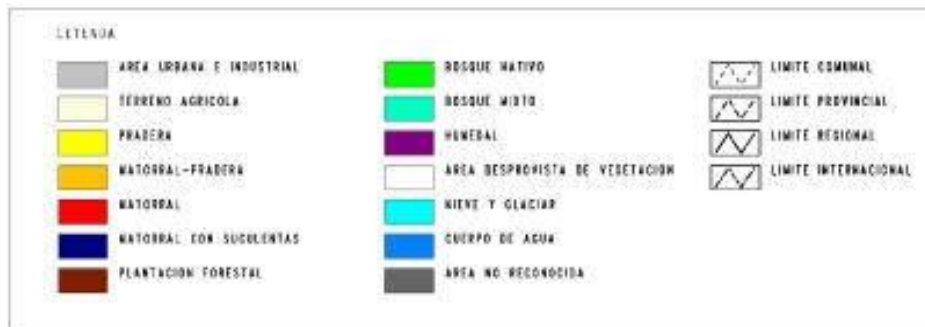 LEYENDA
AREA URBANA E INDUSTRIAL
TERRENO AGRICOLA
PRADERA
MATORRAL-PRADERA
MATORRAL
MATORRAL CON SUCULENTAS
PLANTACION FORESTAL
BOSQUE NATIVO
BOSQUE MIXTO
HUMEDAL
AREA DESPROVISTA DE VEGETACION
NIEVE Y GLACIAR
CUERPO DE AGUA
AREA NO RECONOCIDA
LIMITE COMUNAL
LIMITE PROVINCIAL
LIMITE REGIONAL
LIMITE INTERNACIONAL